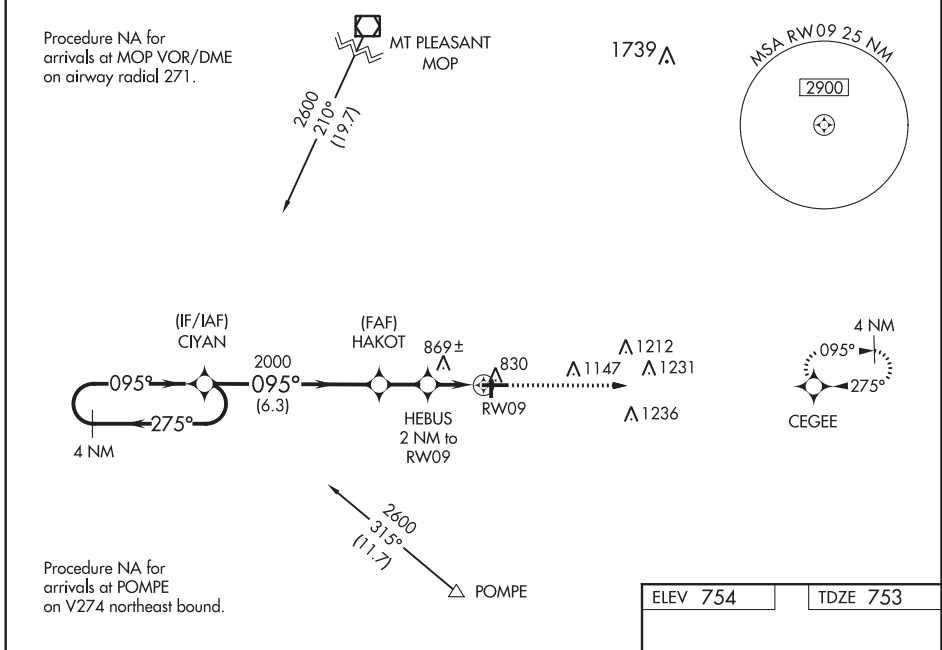 Procedure NA for
arrivals at MOP VOR/DME
on airway radial 271.
MT PLEASANT
MOP
1739
MSA RW09 25 NM
2900
2600
210°
(19.7)
(IF/IAF)
CIYAN
(FAF)
HAKOT
2000
095°
(6.3)
095°
275°
4 NM
869±
830
HEBUS
2 NM to
RW09
RW09
1147
1212
1231
1236
4 NM
095°
275°
CEGEE
2600
315°
(11.7)
POMPE
Procedure NA for
arrivals at POMPE
on V274 northeast bound.
ELEV 754
TDZE 753